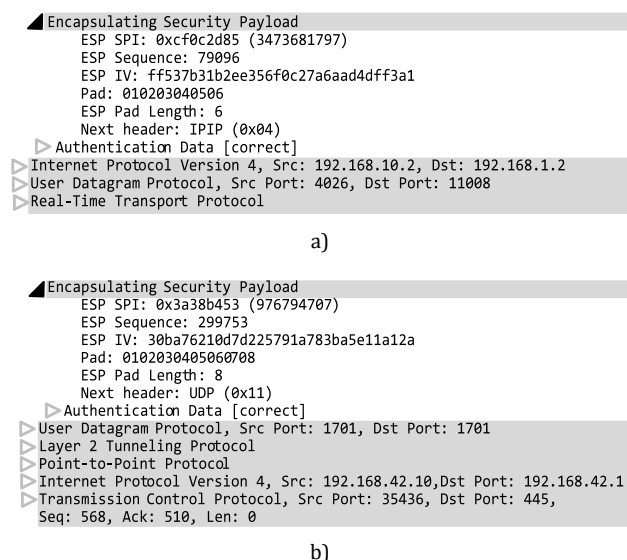 Encapsulating Security Payload
ESP SPI: 0xcf0c2d85 (3473681797)
ESP Sequence: 79096
ESP IV: ff537b31b2ee356f0c27a6aad4dff3a1
Pad: 010203040506
ESP Pad Length: 6
Next header: IPIP (0x04)
Authentication Data [correct]
Internet Protocol Version 4, Src: 192.168.10.2, Dst: 192.168.1.2
User Datagram Protocol, Src Port: 4026, Dst Port: 11008
Real-Time Transport Protocol
a)
Encapsulating Security Payload
ESP SPI: 0x3a38b453 (976794707)
ESP Sequence: 299753
ESP IV: 30ba76210d7d225791a783ba5e11a12a
Pad: 0102030405060708
ESP Pad Length: 8
Next header: UDP (0x11)
Authentication Data [correct]
User Datagram Protocol, Src Port: 1701, Dst Port: 1701
Layer 2 Tunneling Protocol
Point-to-Point Protocol
Internet Protocol Version 4, Src: 192.168.42.10,Dst Port: 192.168.42.1
Transmission Control Protocol, Src Port: 35436, Dst Port: 445,
Seq: 568, Ack: 510, Len: 0
b)